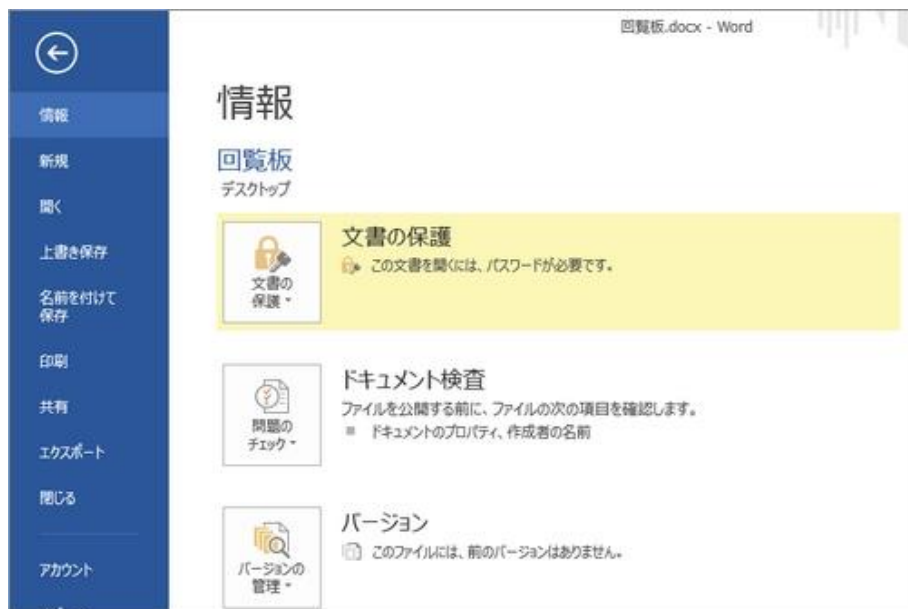 回覧板.docx - Word
情報
新規
開く
上書き保存
名前を付けて
保存
印刷
共有
エクスポート
閉じる
アカウント
情報
回覧板
デスクトップ
文書の
保護
文書の保護
この文書を開くには、パスワードが必要です。
問題の
チェック
ドキュメント検査
ファイルを公開する前に、ファイルの次の項目を確認します。
ドキュメントのプロパティ、作成者の名前
バージョンの
管理
バージョン
このファイルには、前のバージョンはありません。